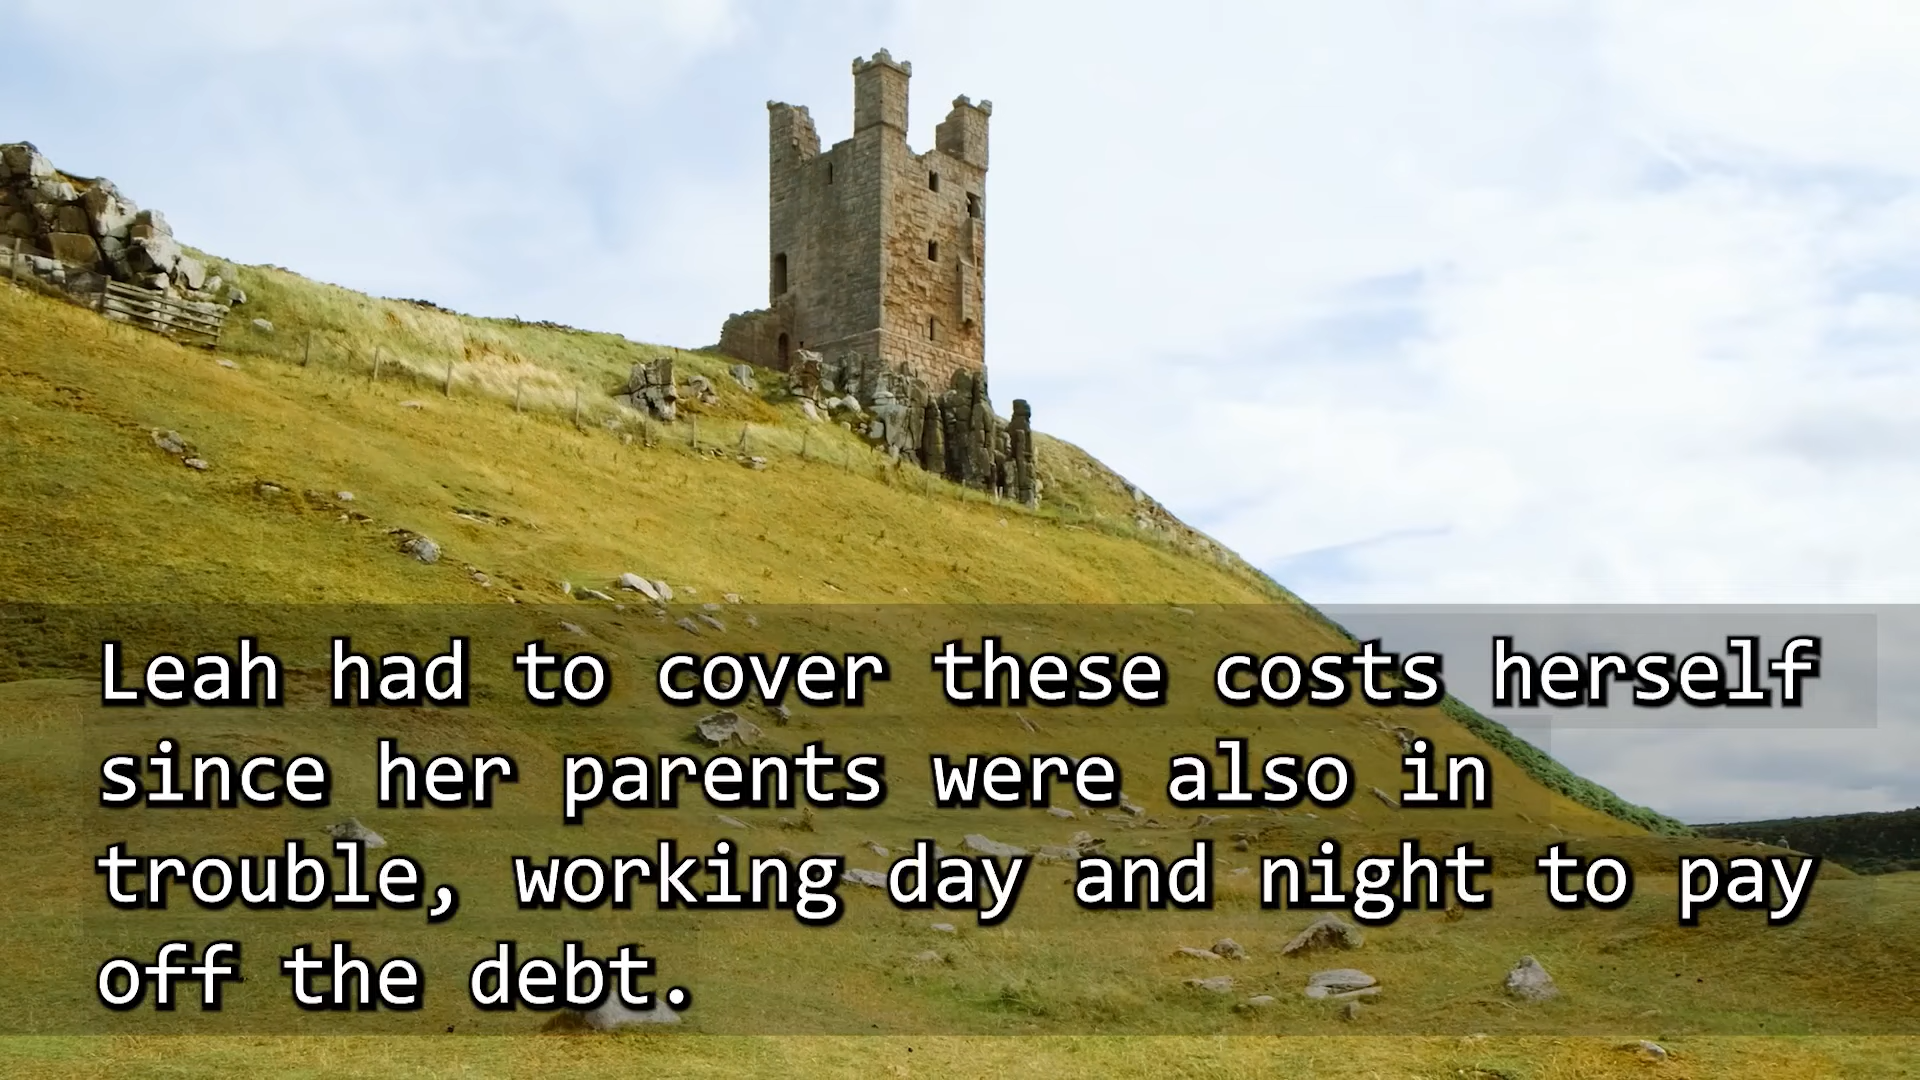 Leah had to cover these costs herself
since her parents were also in
trouble, working day and night to pay
off the debt.